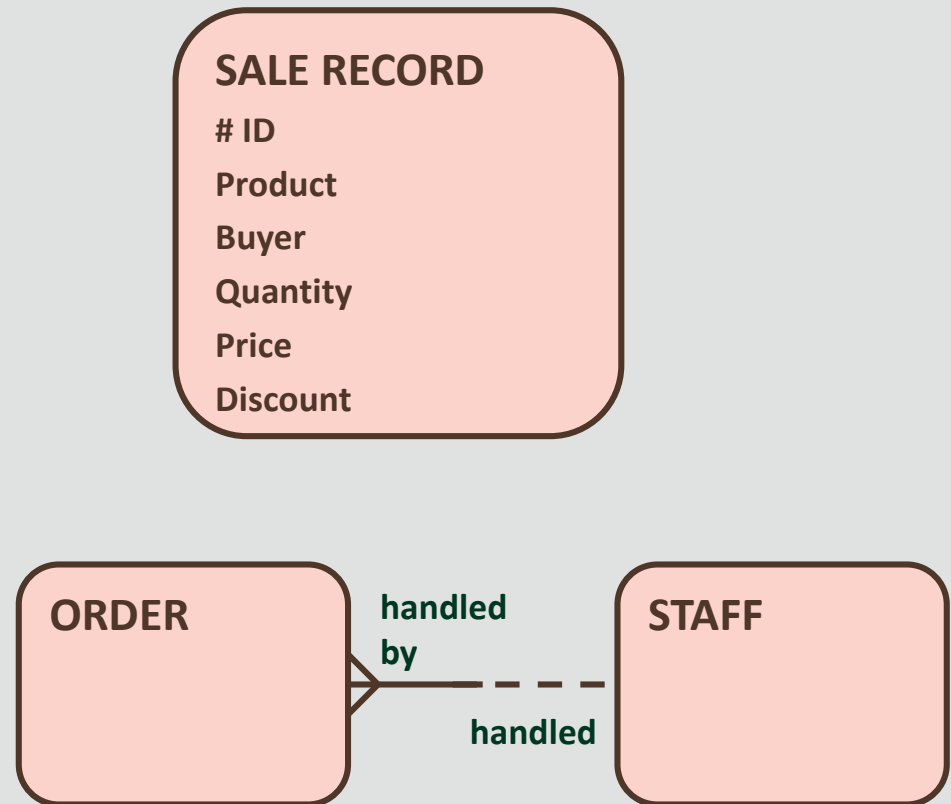 SALE RECORD
# ID
Product
Buyer
Quantity
Price
Discount
ORDER
handled
by
handled
STAFF